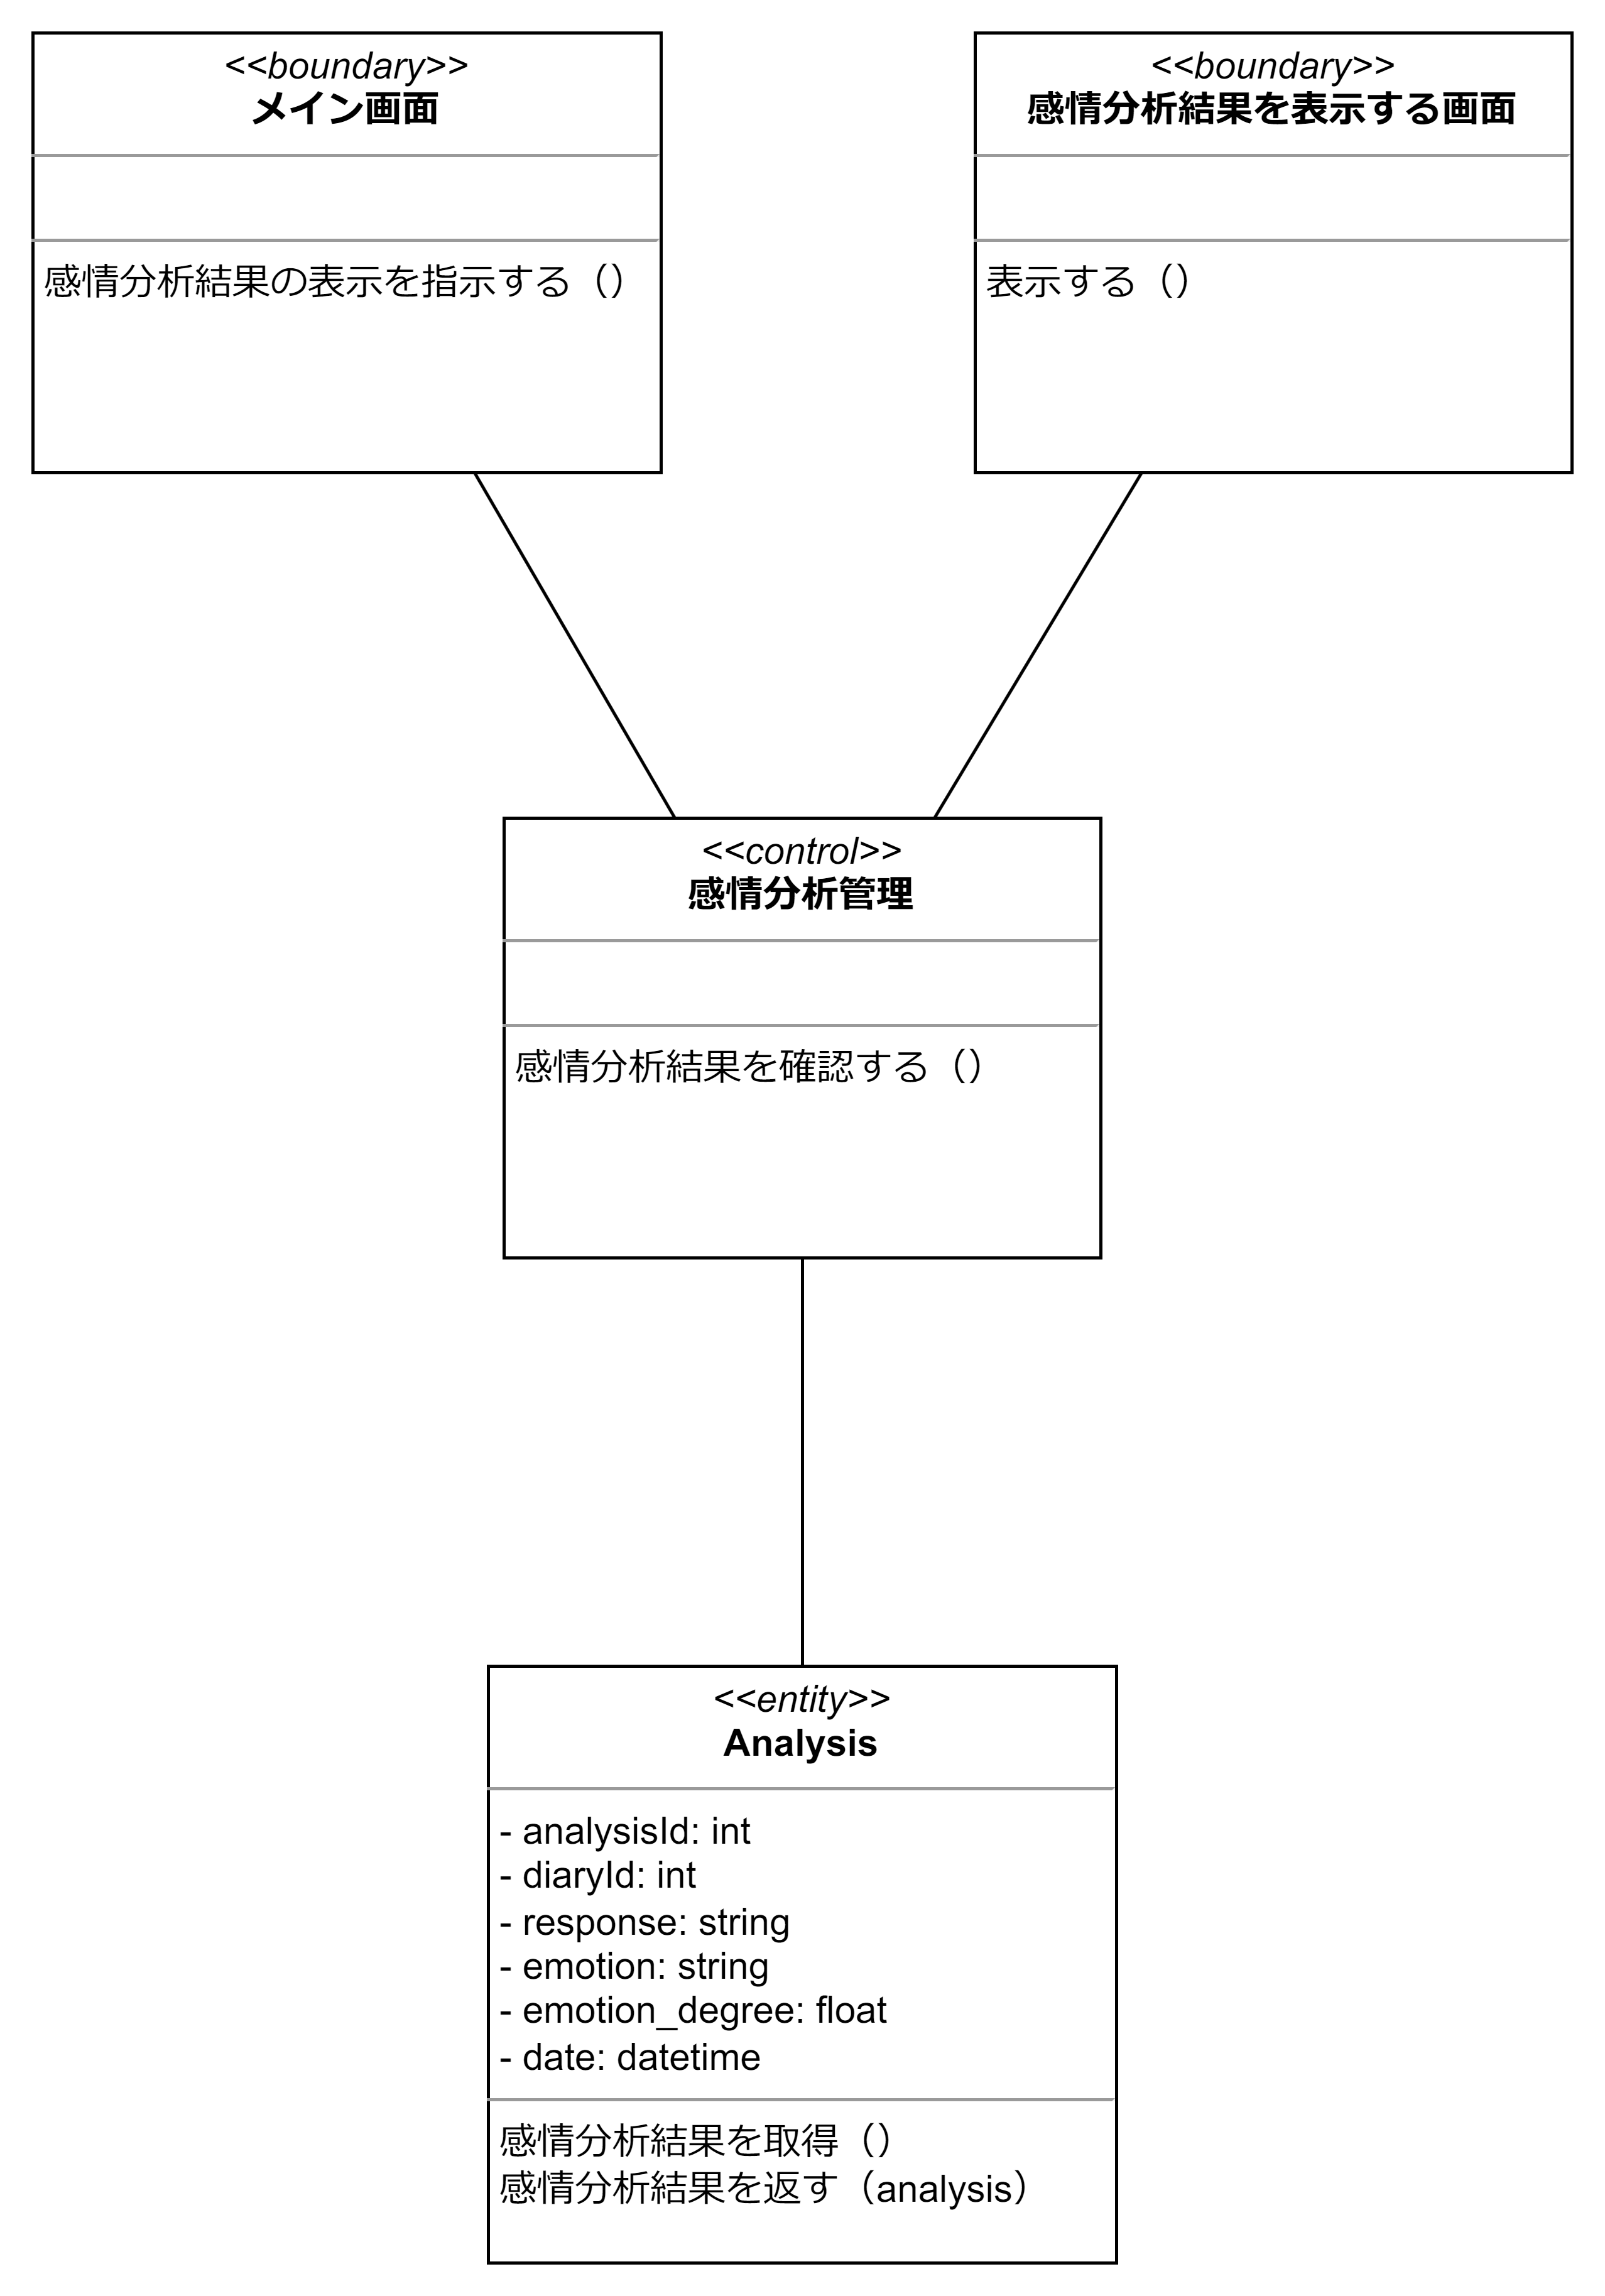 <<boundary>>
メイン画面
感情分析結果の表示を指示する（）
<<boundary>>
感情分析結果を表示する画面
表示する（）
<<control>>
感情分析管理
感情分析結果を確認する（）
<<entity>>
Analysis
- analysisId: int
- diaryId: int
- response: string
- emotion: string
- emotion_degree: float
- date: datetime
感情分析結果を取得（）
感情分析結果を返す（analysis）